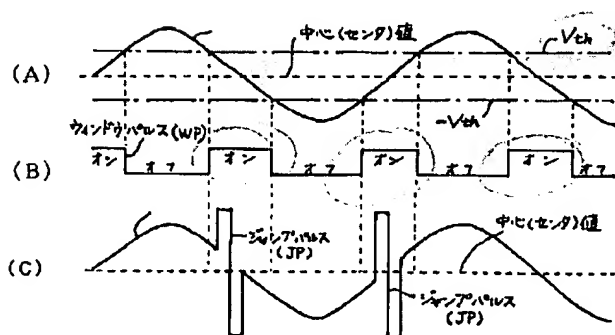 中心(センタ)値
Vth
(A)
-Vth
ウィンドウパルス(WP)
(B)
オン
オフ
オン
オフ
オン
オフ
オン
オフ
ジャンプパルス
(JP)
中心(センタ)値
(C)
ジャンプパルス
(JP)